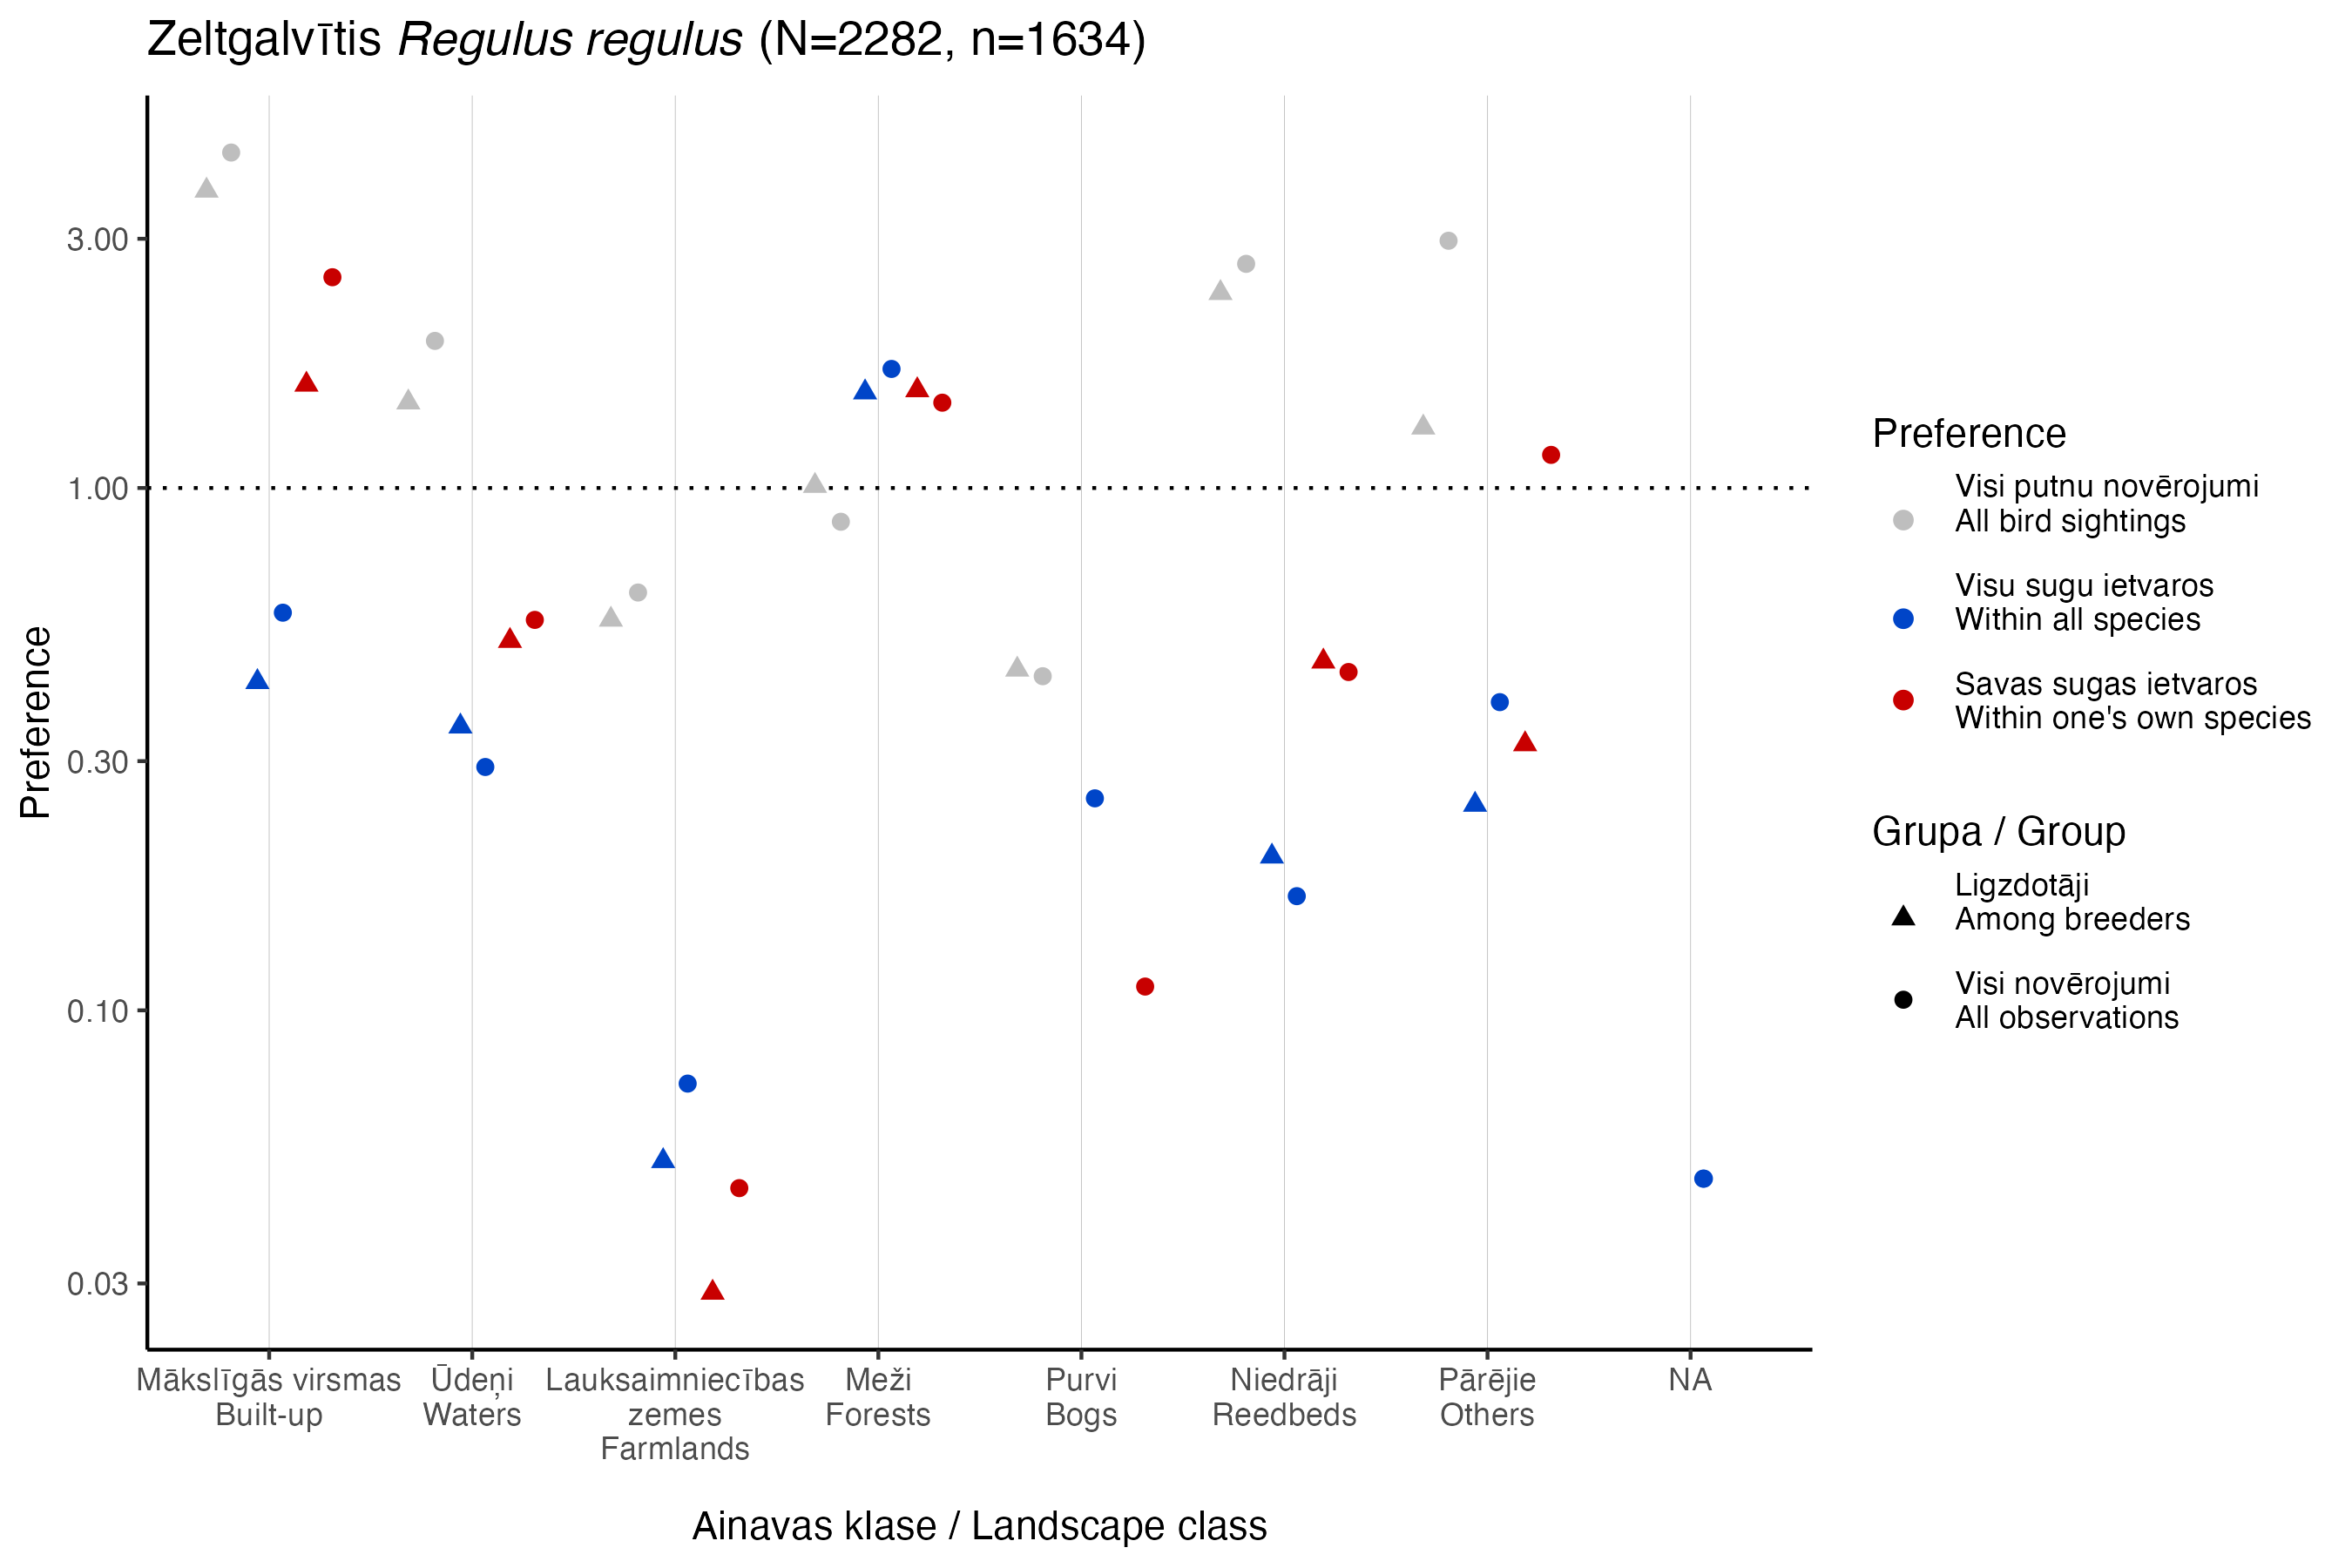 Zeltgalvītis Regulus regulus (N=2282, n=1634)
Preference
3.00
1.00
0.30
0.10
0.03
Mākslīgās virsmas
Built-up
Ūdeņi
Waters
Lauksaimniecības
zemes
Farmlands
Meži
Forests
Purvi
Bogs
Niedrāji
Reedbeds
Pārējie
Others
NA
Ainavas klase / Landscape class
Preference
Visi putnu novērojumi
All bird sightings
Visu sugu ietvaros
Within all species
Savas sugas ietvaros
Within one's own species
Grupa / Group
Ligzdotāji
Among breeders
Visi novērojumi
All observations